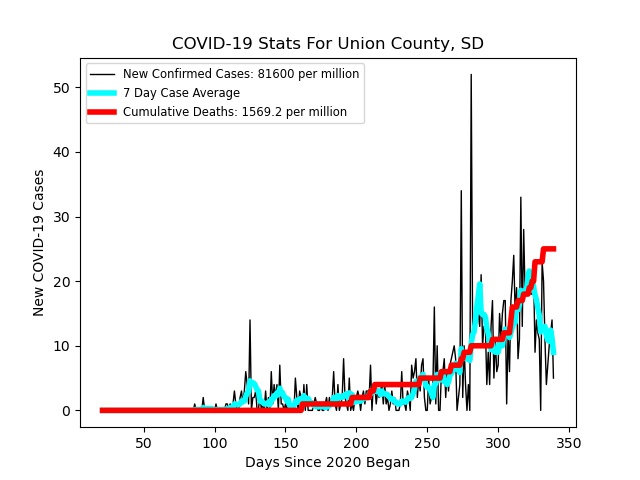 COVID-19 Stats For Union County, SD
New Confirmed Cases: 81600 per million
7 Day Case Average
Cumulative Deaths: 1569.2 per million
New COVID-19 Cases
50
40
30
20
10
0
50 100 150 200 250 300 350
Days Since 2020 Began